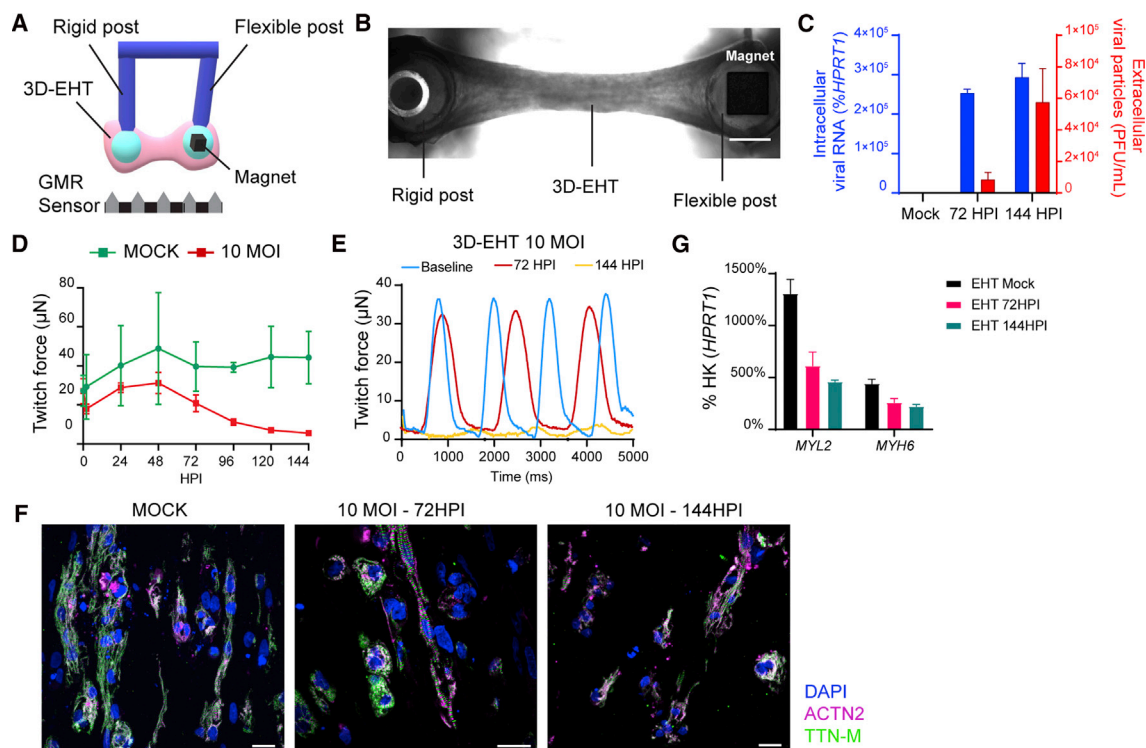 A
Rigid post
Flexible post
3D-EHT
Magnet
GMR
Sensor
B
Magnet
Rigid post
3D-EHT
Flexible post
C
Intracellular
viral RNA (%HPRT1)
4×10⁵
3×10⁵
2×10⁵
1×10⁵
0
1×10⁵
8×10⁴
6×10⁴
4×10⁴
2×10⁴
0
Extracellular
viral particles
(PFU/mL)
Mock 72 HPI 144 HPI
D
MOCK 10 MOI
Twitch force (µN)
80
60
40
20
0
0 24 48 72 96 120 144
HPI
E
3D-EHT 10 MOI
Baseline 72 HPI 144 HPI
Twitch force (µN)
40
30
20
10
0
0 1000 2000 3000 4000 5000
Time (ms)
G
% HK (HPRT1)
1500%
1000%
500%
0%
MYL2 MYH6
EHT Mock
EHT 72HPI
EHT 144HPI
F
MOCK
10 MOI - 72HPI
10 MOI - 144HPI
DAPI
ACTN2
TTN-M